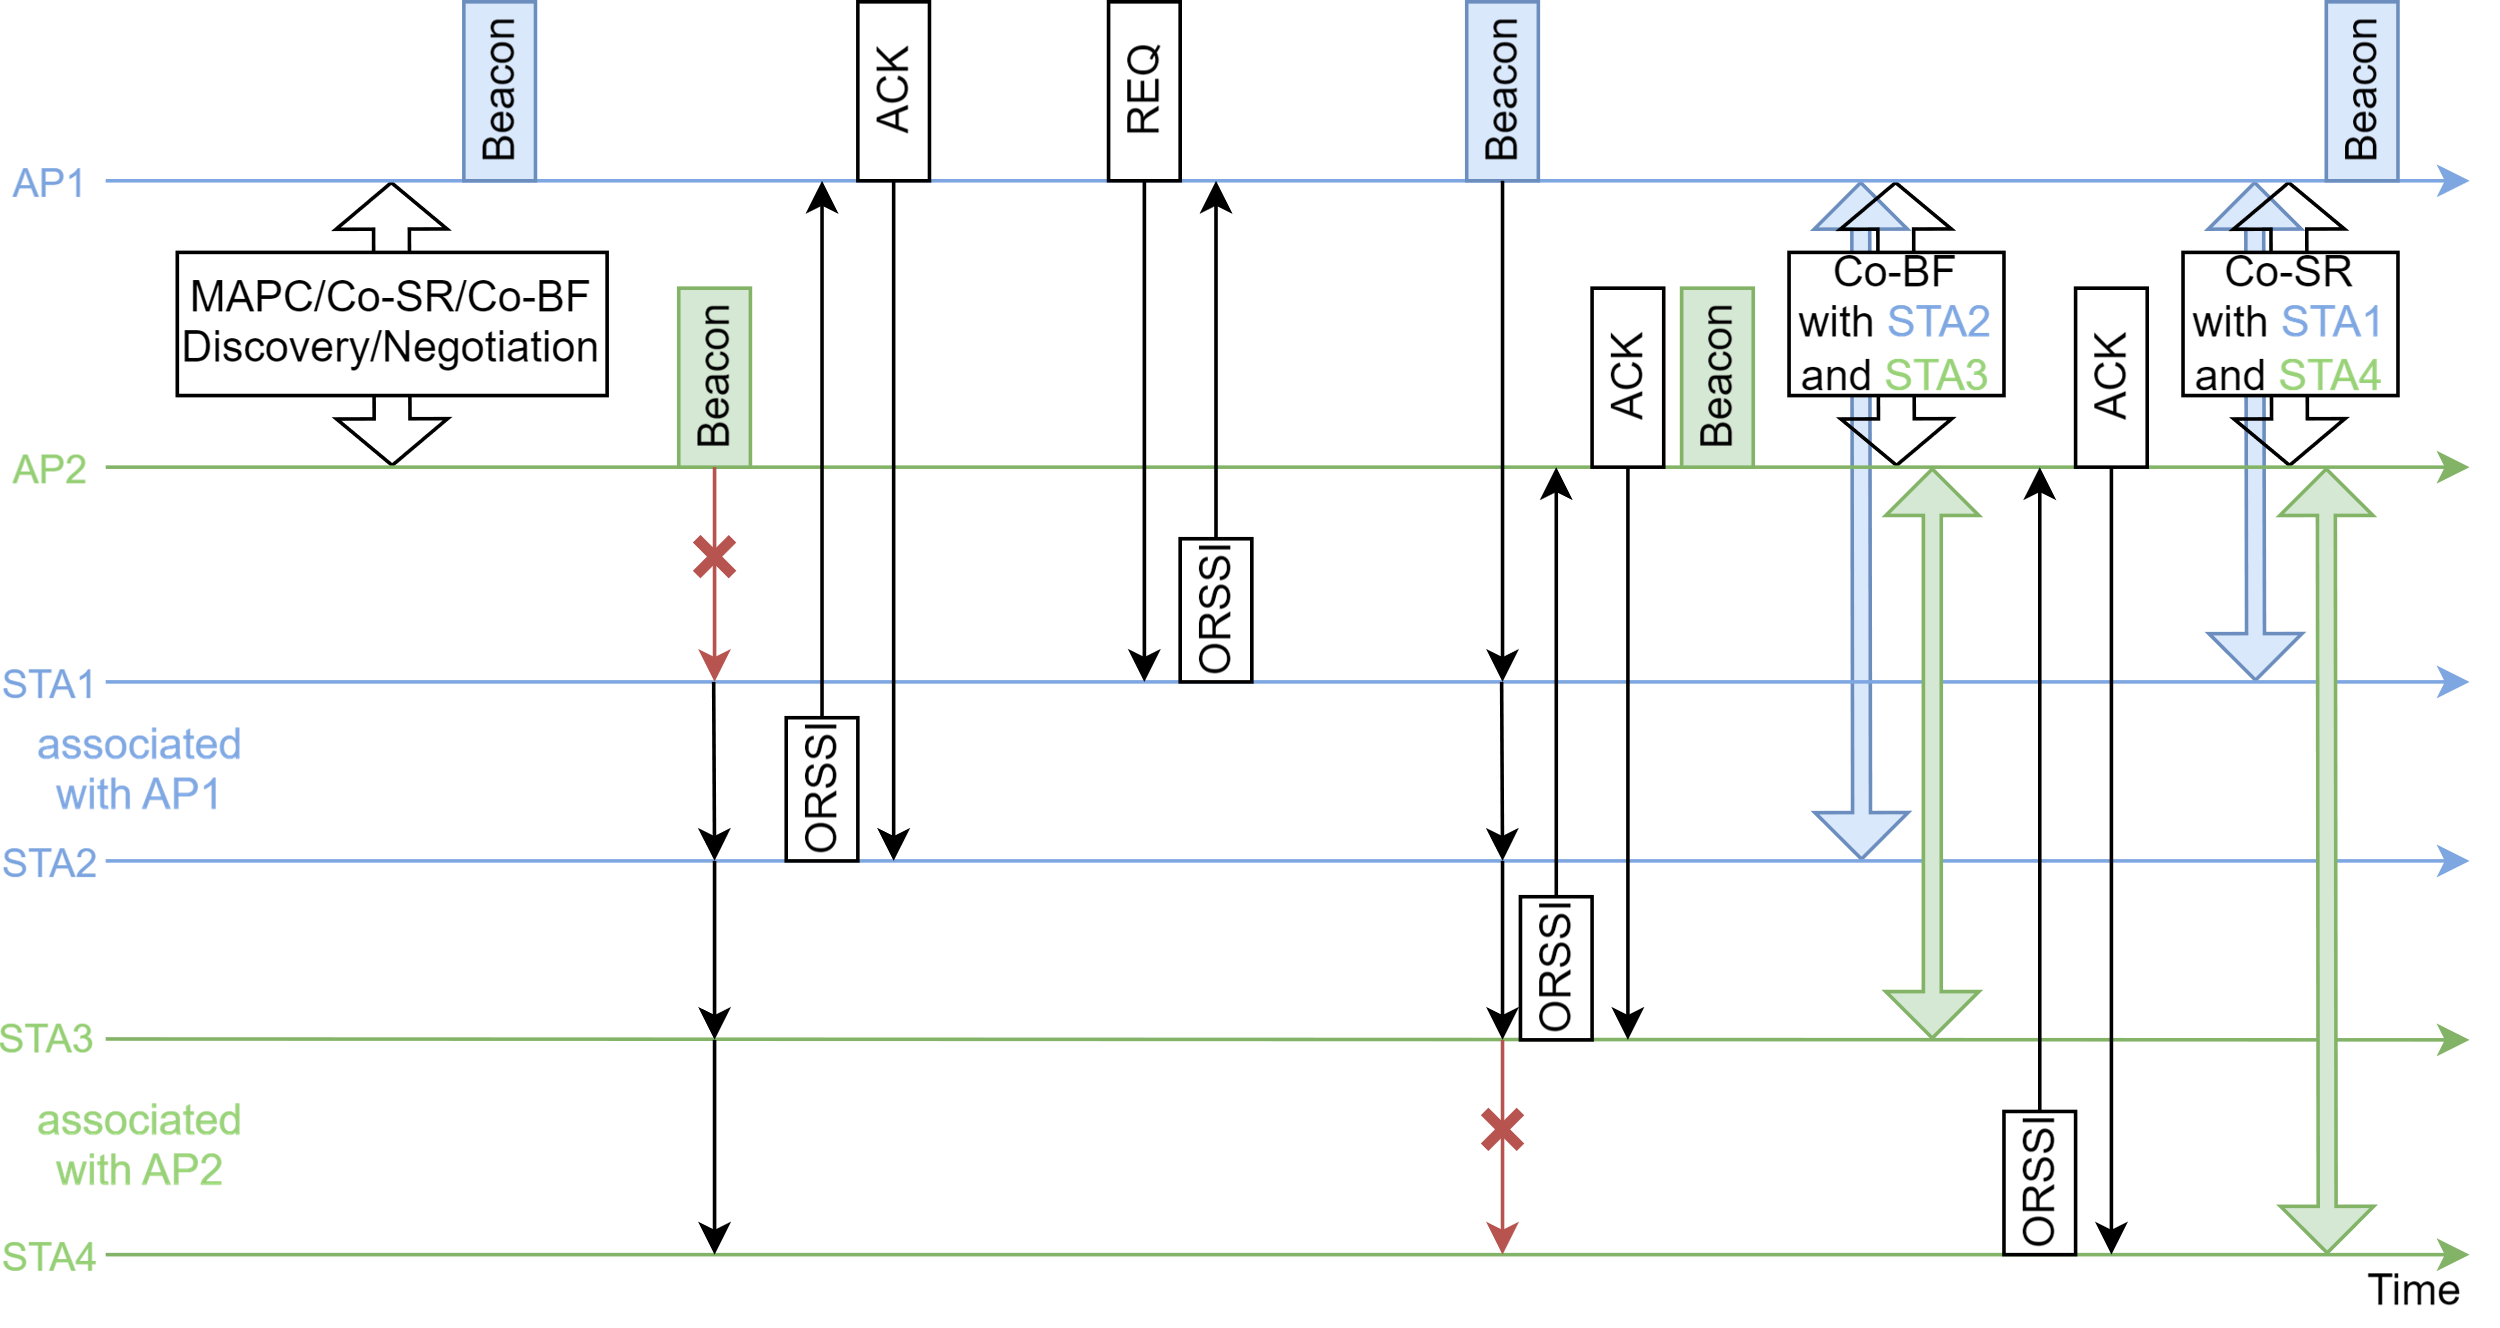 Beacon
ACK
REQ
Beacon
Beacon
AP1
MAPC/Co-SR/Co-BF
Discovery/Negotiation
Beacon
ACK
Beacon
Co-BF
with STA2
and STA3
ACK
Co-SR
with STA1
and STA4
AP2
ORSSI
STA1
associated
with AP1
ORSSI
STA2
ORSSI
STA3
associated
with AP2
ORSSI
STA4
Time